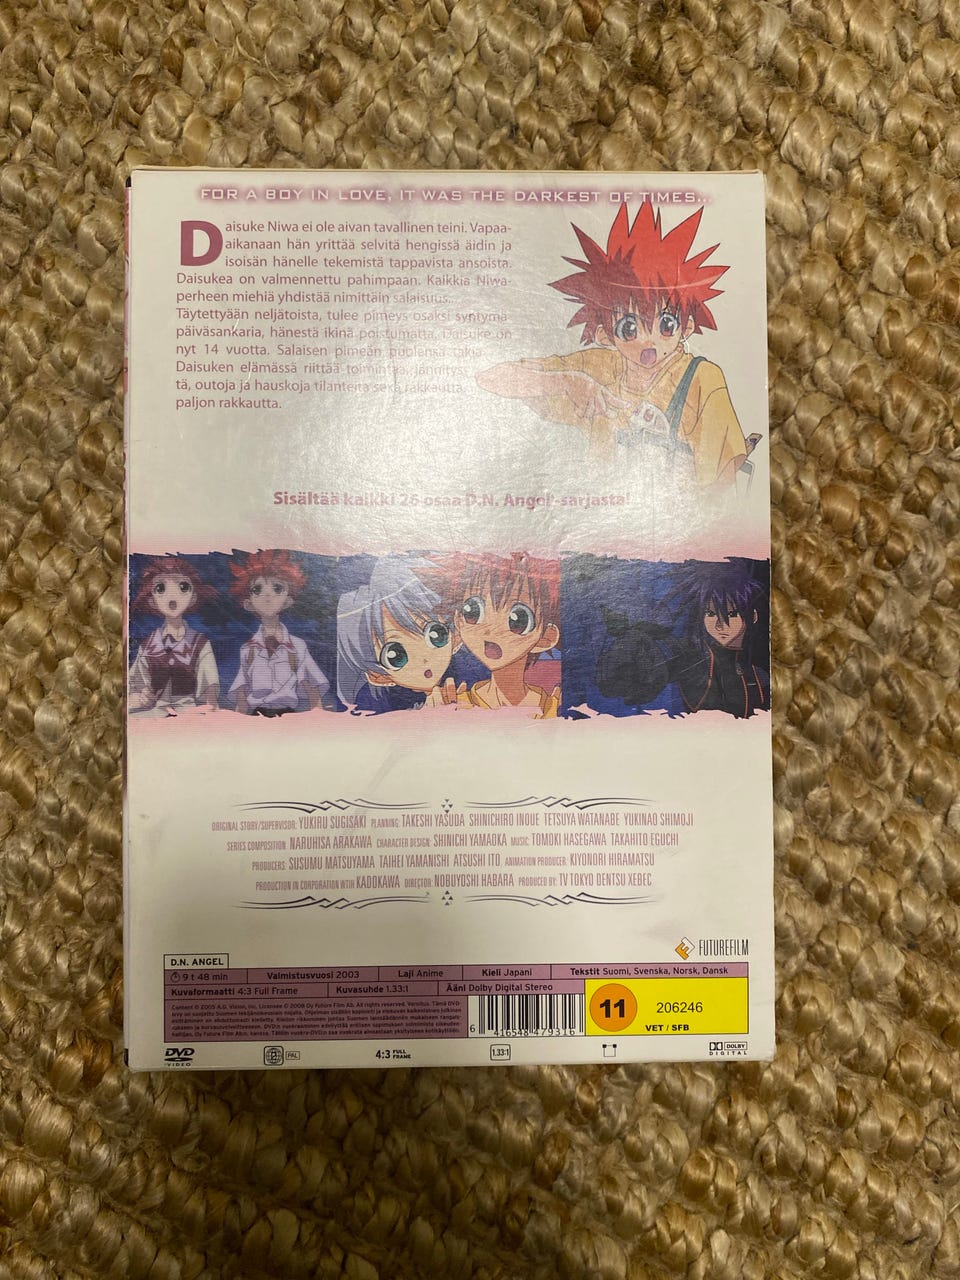 FOR A BOY IN LOVE, IT WAS THE DARKEST OF TIMES...
Daisuke Niwa ei ole aivan tavallinen teini. Vapaa-
aikanaan hän yrittää selvitä hengissä äidin ja
isoisän hänelle tekemistä tappavista ansoista.
Daisukea on valmennettu pahimpaan. Kaikkia Niwa-
perheen miehiä yhdistää nimittäin salaisuus...
Täytettyään neljätoista, tulee pimeys osaksi syntymä-
päiväsankaria, hänestä ikinä poistumatta. Daisuke on
nyt 14 vuotta. Salaisen pimeän puolensa takia
Daisuken elämässä riittää toimintaa, jännitys-
tä, outoja ja hauskoja tilanteita sekä rakkautta,
paljon rakkautta.
Sisältää kaikki 26 osaa D.N. Angel -sarjasta!
ORIGINAL STORY/SUPERVISOR: YUKIRU SUGISAKI PLANNING: TAKESHI YASUDA SHINICHIRO INOUE TETSUYA WATANABE YUKINAO SHIMOJI
SERIES COMPOSITION NARUHISA ARAKAWA CHARACTER DESIGN: SHINICHI YAMAOKA MUSIC: TOMOKI HASEGAWA TAKAHITO EGUCHI
PRODUCERS: SUSUMU MATSUYAMA TAIHEI YAMANISHI ATSUSHI ITO ANIMATION PRODUCER: KIYONORI HIRAMATSU
PRODUCTION IN CORPORATION WTIH KADOKAWA DIRECTOR: NOBUYOSHI HABARA PRODUCED BY: TV TOKYO DENTSU XEBEC
FUTUREFILM
D.N. ANGEL
9 t 48 min Valmistusvuosi 2003 Laji Anime Kieli Japani Tekstit Suomi, Svenska, Norsk, Dansk
Kuvaformaatti 4:3 Full Frame Kuvasuhde 1.33:1 Ääni Dolby Digital Stereo
6 416548 479316
11
206246
VET / SFB
DVD VIDEO
PAL
4:3 FULL FRAME
1.33:1
DOLBY DIGITAL